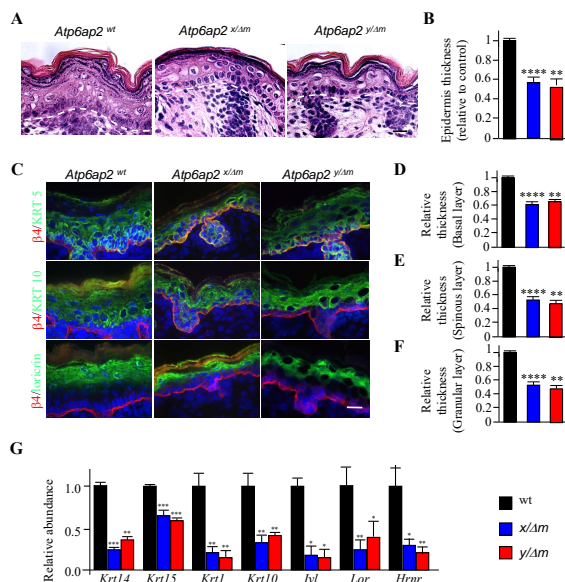 A
Atp6ap2 wt
Atp6ap2 x/Δm
Atp6ap2 y/Δm
B
Epidermis thickness
(relative to control)
1
0.8
0.6
0.4
0.2
0
****
**
C
Atp6ap2 wt
Atp6ap2 x/Δm
Atp6ap2 y/Δm
β4/KRT 5
β4/KRT 10
β4/loricrin
D
Relative
thickness
(Basal layer)
1
0.8
0.6
0.4
0.2
0
****
**
E
Relative
thickness
(Spinous layer)
1
0.8
0.6
0.4
0.2
0
****
**
F
Relative
thickness
(Granular layer)
1
0.8
0.6
0.4
0.2
0
****
**
G
Relative abundance
1.0
0.5
0.0
*** ** *** *** ** ** ** ** * * ** * * **
Krt14 Krt15 Krt1 Krt10 Ivl Lor Hrnr
wt
x/Δm
y/Δm